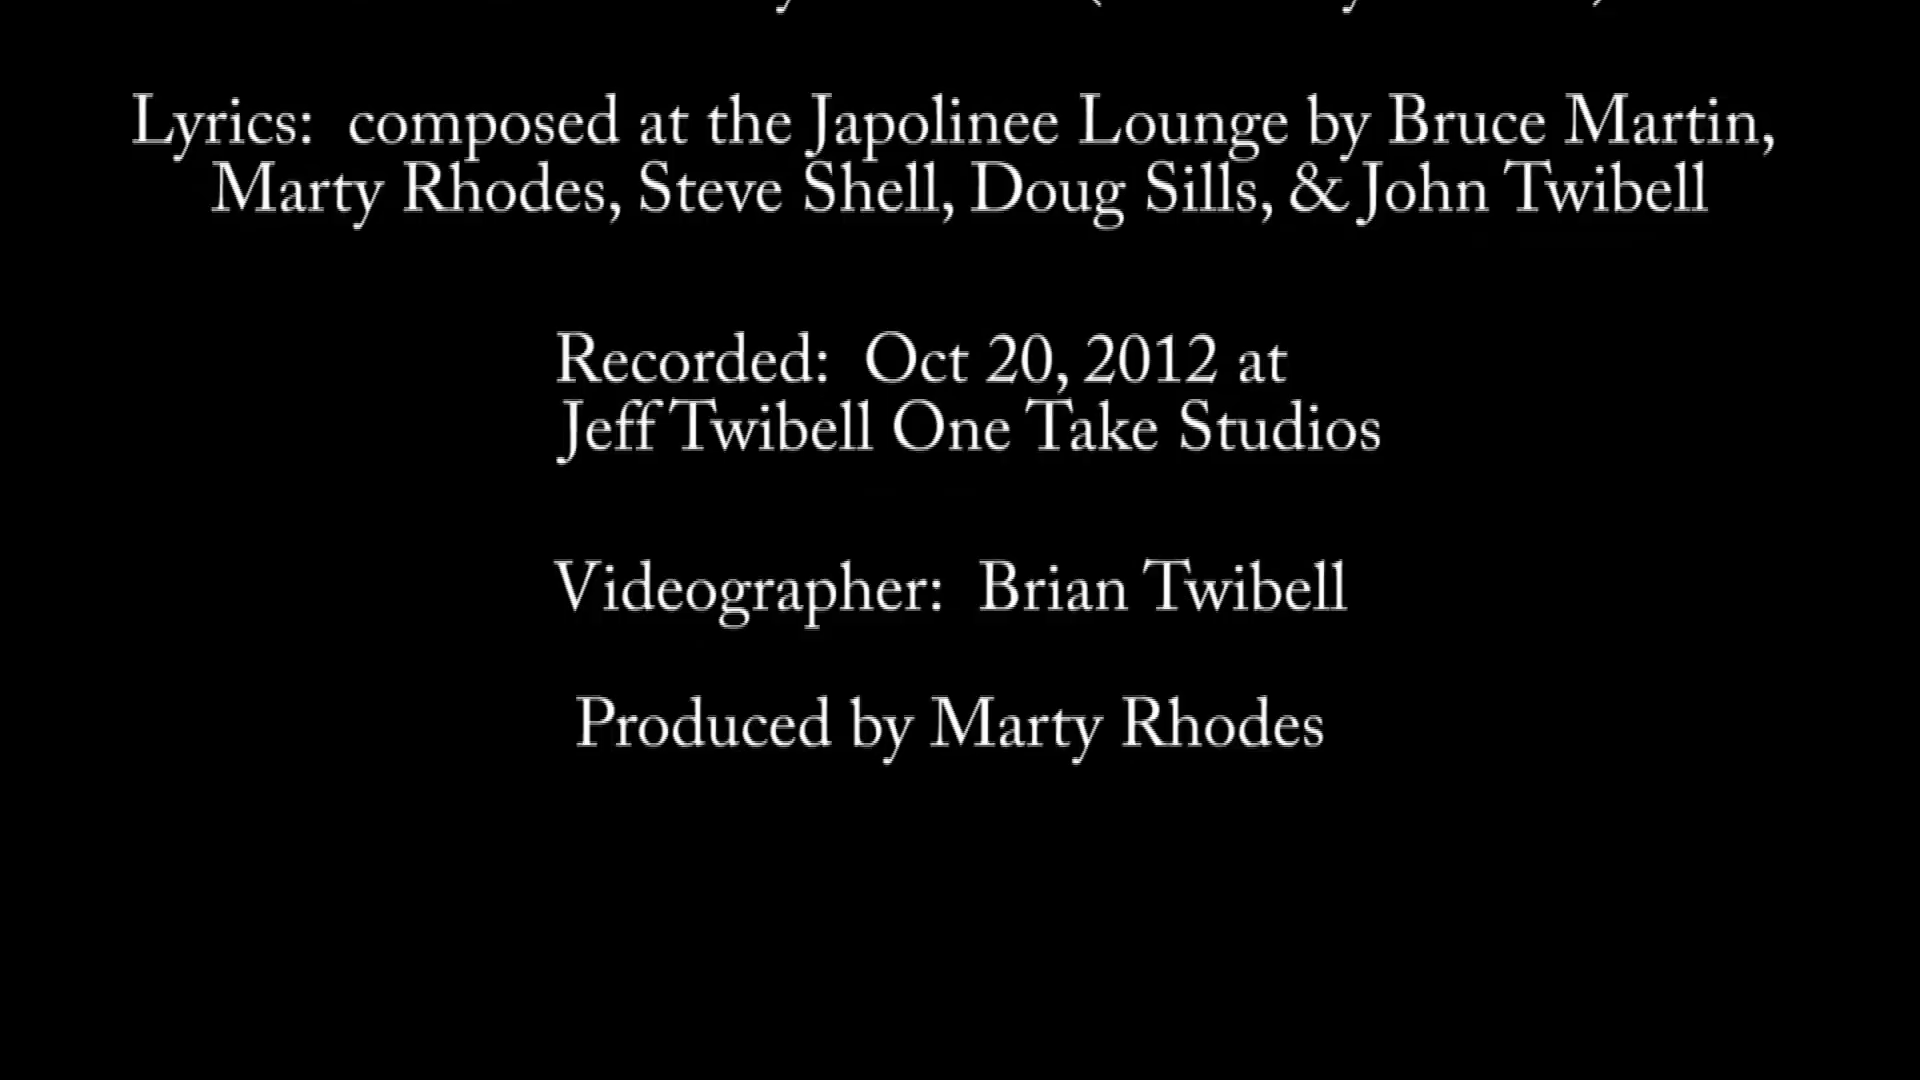 Lyrics:  composed at the Japolinee Lounge by Bruce Martin,
Marty Rhodes, Steve Shell, Doug Sills, & John Twibell
Recorded:  Oct 20, 2012 at
Jeff Twibell One Take Studios
Videographer:  Brian Twibell
Produced by Marty Rhodes